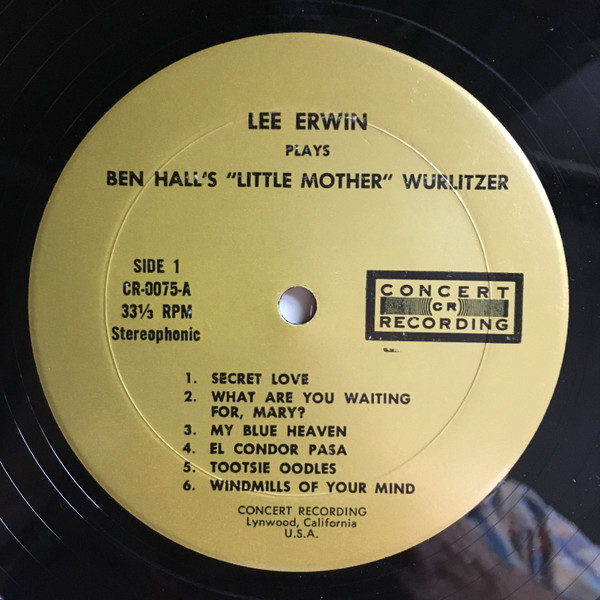 LEE ERWIN
PLAYS
BEN HALL'S "LITTLE MOTHER" WURLITZER
SIDE 1
CR-0075-A
33⅓ RPM
Stereophonic
CONCERT
CR
RECORDING
1. SECRET LOVE
2. WHAT ARE YOU WAITING
FOR, MARY?
3. MY BLUE HEAVEN
4. EL CONDOR PASA
5. TOOTSIE OODLES
6. WINDMILLS OF YOUR MIND
CONCERT RECORDING
Lynwood, California
U.S.A.